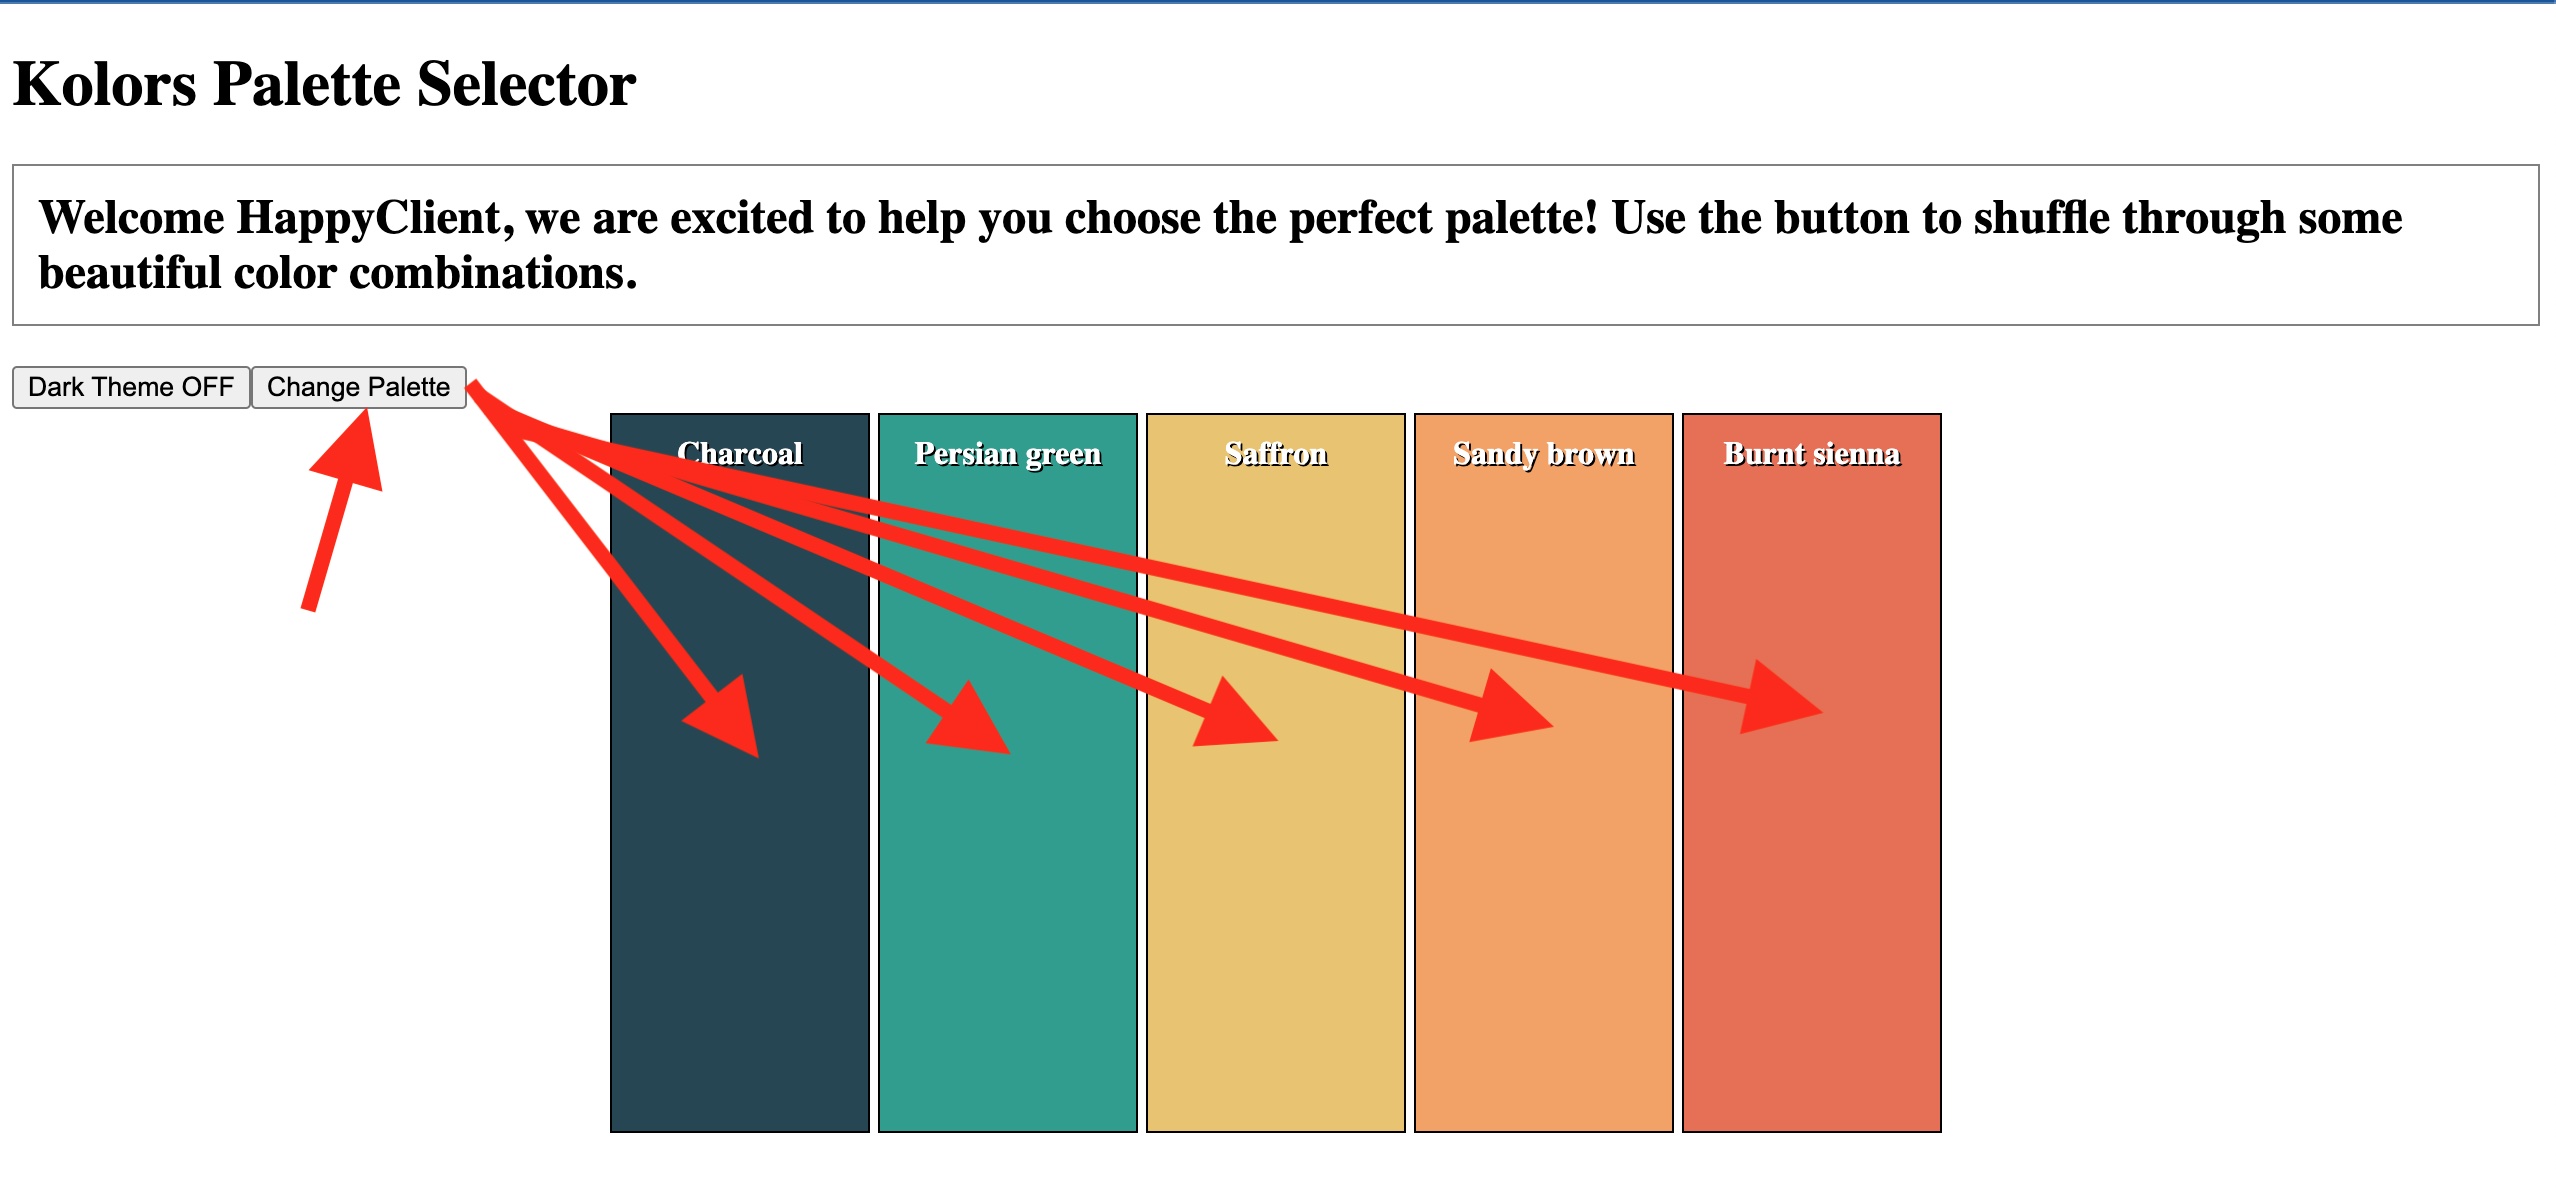 Kolors Palette Selector
Welcome HappyClient, we are excited to help you choose the perfect palette! Use the button to shuffle through some
beautiful color combinations.
Dark Theme OFF Change Palette
Charcoal Persian green Saffron Sandy brown Burnt sienna